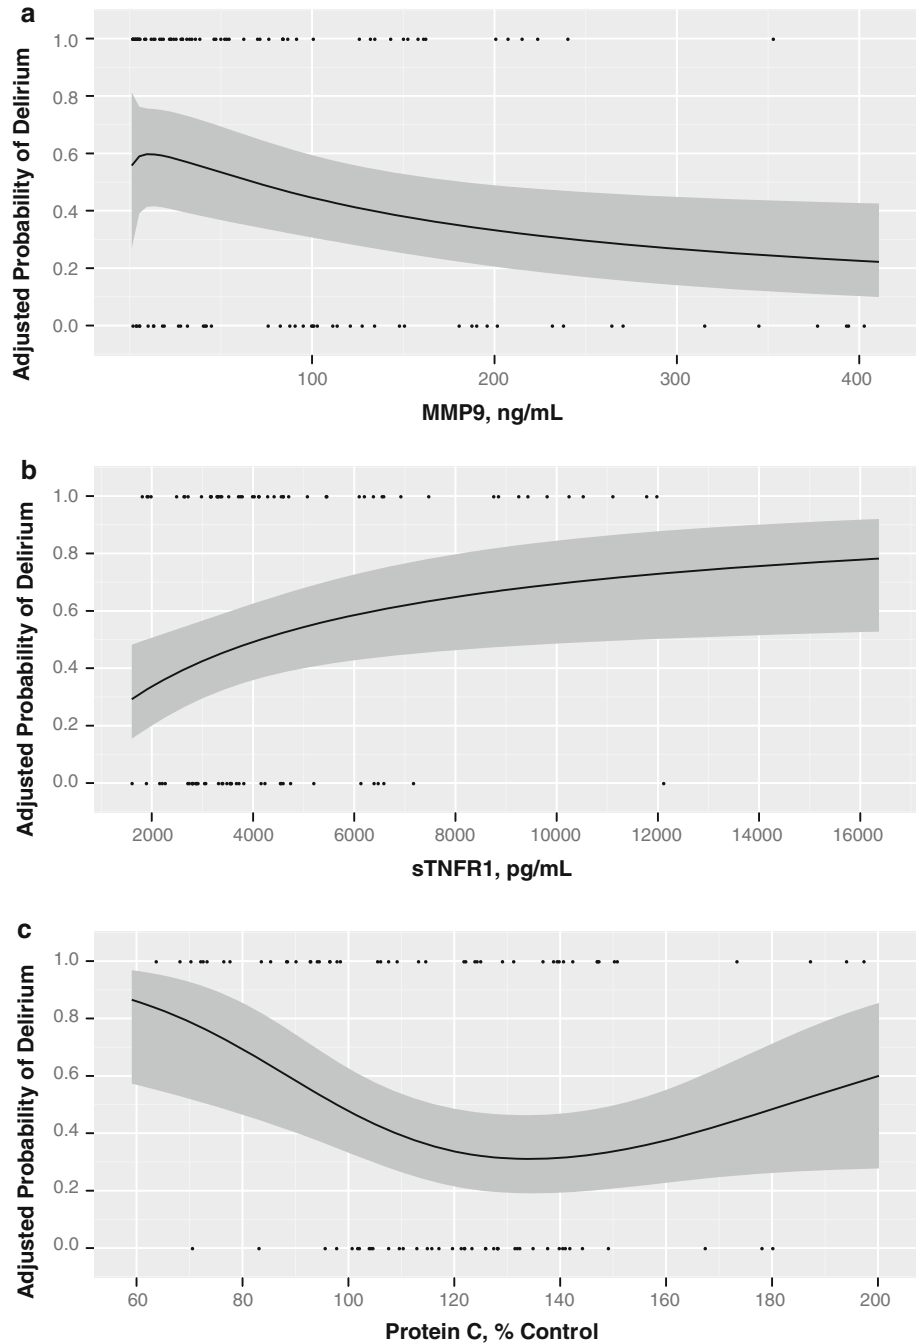 a
Adjusted Probability of Delirium
1.0
0.8
0.6
0.4
0.2
0.0
100 200 300 400
MMP9, ng/mL
b
Adjusted Probability of Delirium
1.0
0.8
0.6
0.4
0.2
0.0
2000 4000 6000 8000 10000 12000 14000 16000
sTNFR1, pg/mL
c
Adjusted Probability of Delirium
1.0
0.8
0.6
0.4
0.2
0.0
60 80 100 120 140 160 180 200
Protein C, % Control